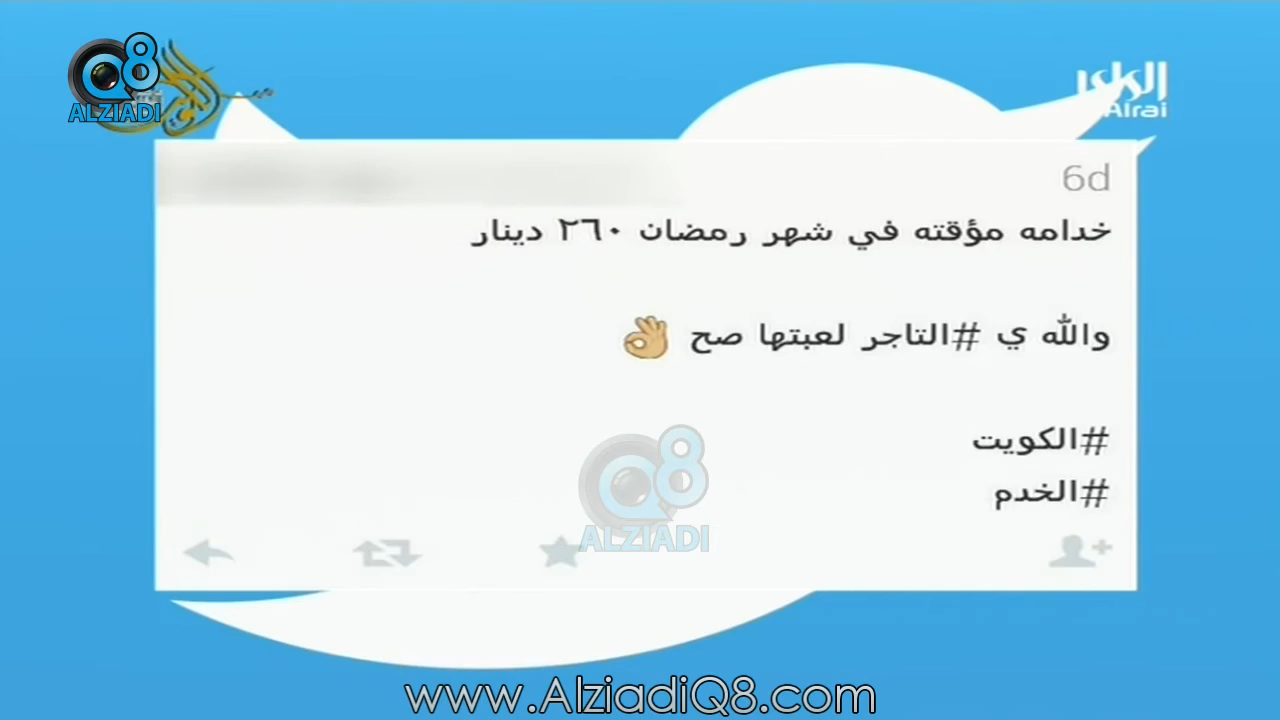 Q8
ALZIADI
الراي
Alrai
6d
خدامه مؤقته في شهر رمضان ٢٦٠ دينار
والله ي #التاجر لعبتها صح 👌
#الكويت
#الخدم
Q8
ALZIADI
www.AlziadiQ8.com